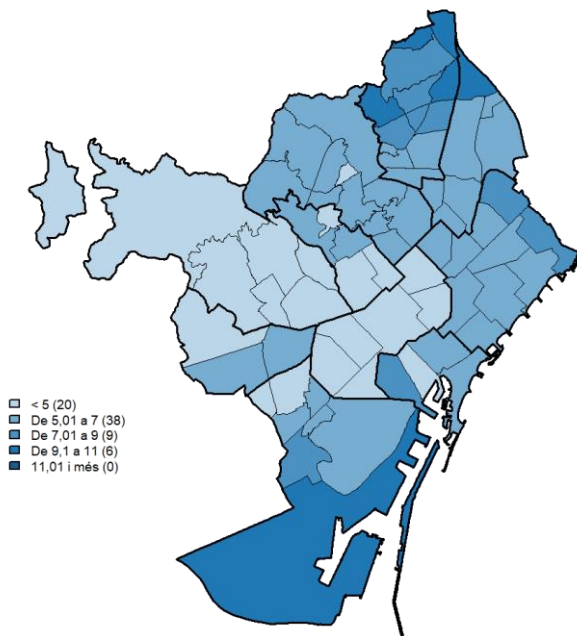 < 5 (20)
De 5,01 a 7 (38)
De 7,01 a 9 (9)
De 9,1 a 11 (6)
11,01 i més (0)